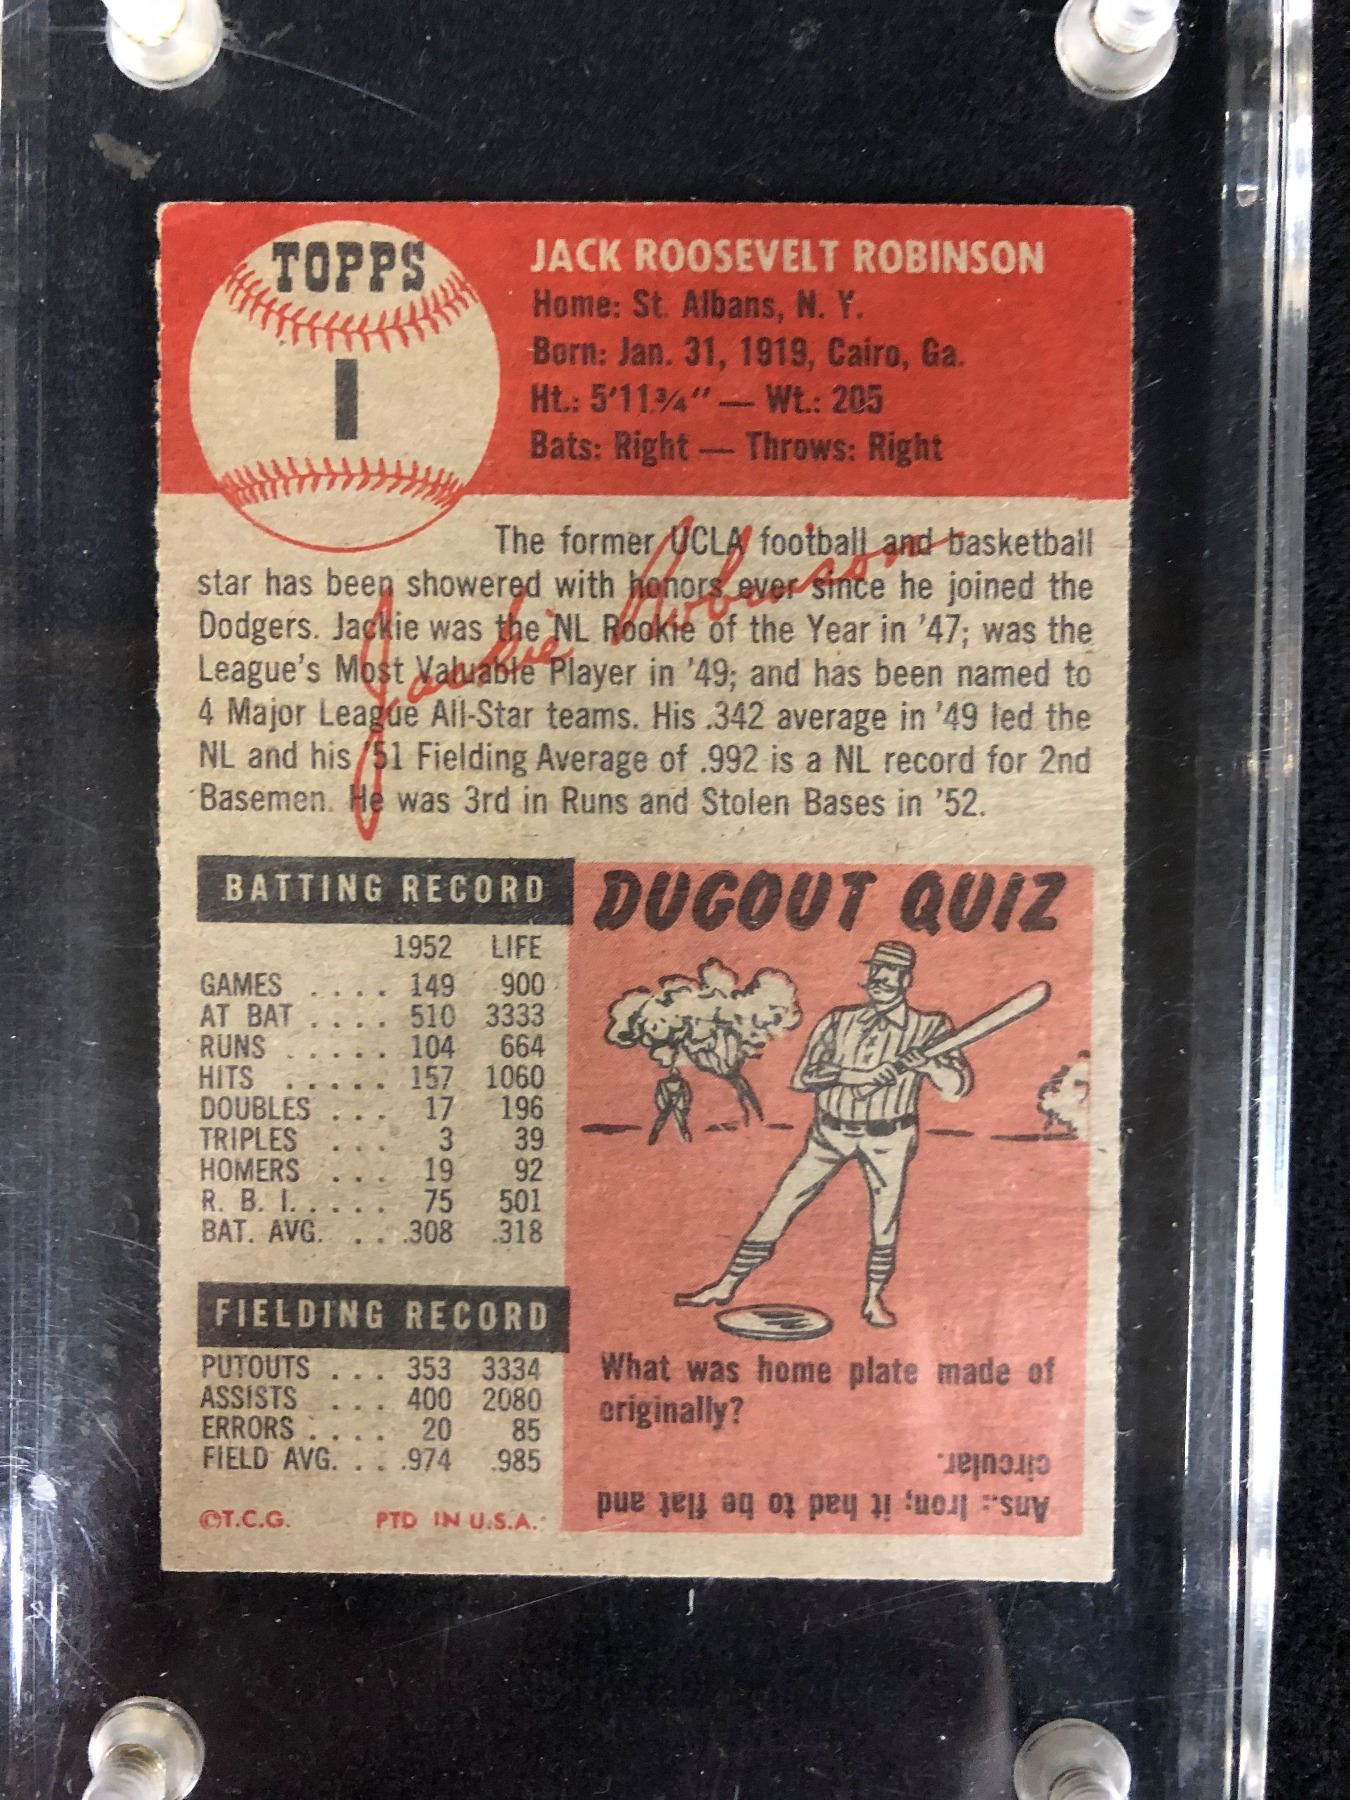 TOPPS
1
JACK ROOSEVELT ROBINSON
Home: St. Albans, N. Y.
Born: Jan. 31, 1919, Cairo, Ga.
Ht.: 5'11¾" — Wt.: 205
Bats: Right — Throws: Right
The former UCLA football and basketball
star has been showered with honors ever since he joined the
Dodgers. Jackie was the NL Rookie of the Year in '47; was the
League's Most Valuable Player in '49; and has been named to
4 Major League All-Star teams. His .342 average in '49 led the
NL and his '51 Fielding Average of .992 is a NL record for 2nd
Basemen. He was 3rd in Runs and Stolen Bases in '52.
Jackie Robinson
BATTING RECORD
1952 LIFE
GAMES .... 149 900
AT BAT .... 510 3333
RUNS ..... 104 664
HITS ..... 157 1060
DOUBLES ... 17 196
TRIPLES ... 3 39
HOMERS ... 19 92
R. B. I. .... 75 501
BAT. AVG. .. .308 .318
FIELDING RECORD
PUTOUTS ... 353 3334
ASSISTS ... 400 2080
ERRORS .... 20 85
FIELD AVG. .. .974 .985
©T.C.G. PTD IN U.S.A.
DUGOUT QUIZ
What was home plate made of
originally?
Ans.: Iron; it had to be flat and
circular.